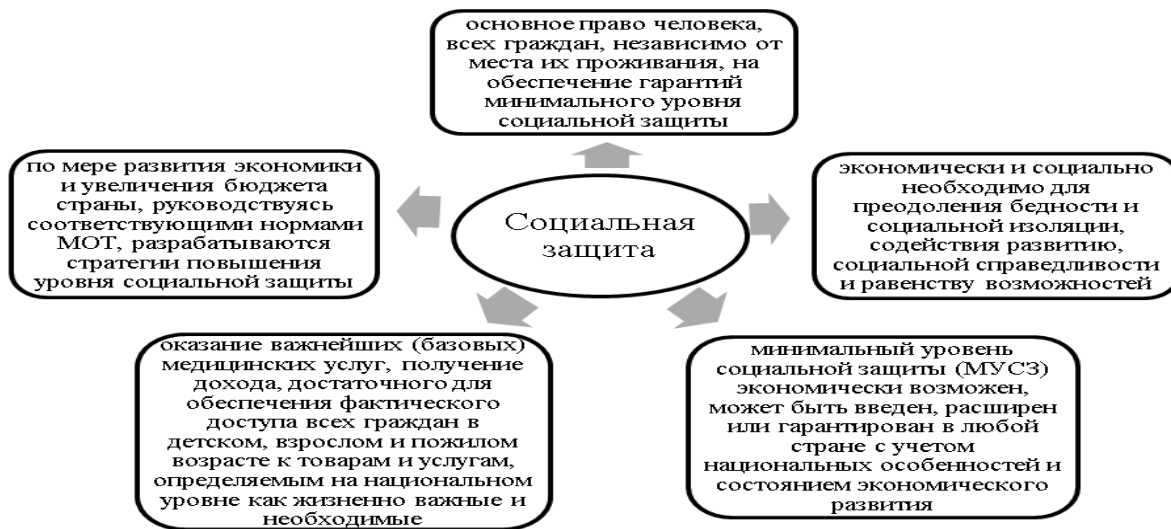 основное право человека,
всех граждан, независимо от
места их проживания, на
обеспечение гарантий
минимального уровня
социальной защиты
по мере развития экономики
и увеличения бюджета
страны, руководствуясь
соответствующими нормами
МОТ, разрабатываются
стратегии повышения
уровня социальной защиты
Социальная
защита
экономически и социально
необходимо для
преодоления бедности и
социальной изоляции,
содействия развитию,
социальной справедливости
и равенству возможностей
оказание важнейших (базовых)
медицинских услуг, получение
дохода, достаточного для
обеспечения фактического
доступа всех граждан в
детском, взрослом и пожилом
возрасте к товарам и услугам,
определяемым на национальном
уровне как жизненно важные и
необходимые
минимальный уровень
социальной защиты (МУСЗ)
экономически возможен,
может быть введен, расширен
или гарантирован в любой
стране с учетом
национальных особенностей и
состоянием экономического
развития